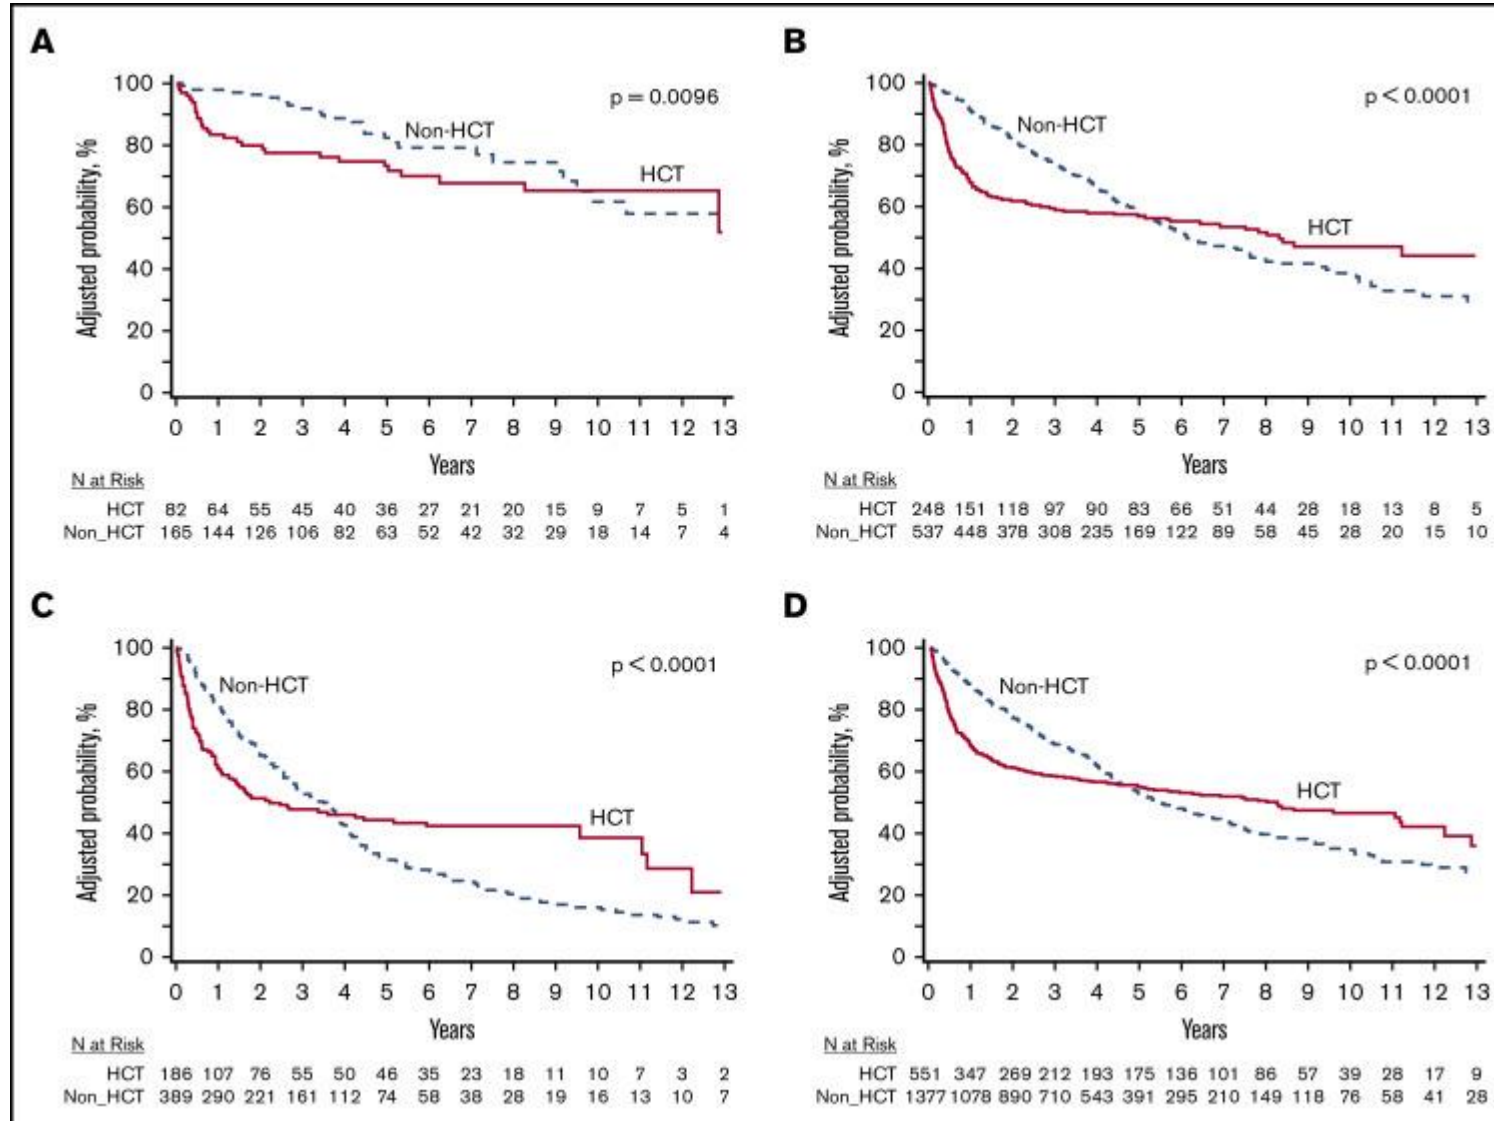 A
Adjusted probability, %
100
80
60
40
20
0
p = 0.0096
Non-HCT
HCT
0 1 2 3 4 5 6 7 8 9 10 11 12 13
Years
N at Risk
HCT 82 64 55 45 40 36 27 21 20 15 9 7 5 1
Non_HCT 165 144 126 106 82 63 52 42 32 29 18 14 7 4
B
Adjusted probability, %
100
80
60
40
20
0
p < 0.0001
Non-HCT
HCT
0 1 2 3 4 5 6 7 8 9 10 11 12 13
Years
N at Risk
HCT 248 151 118 97 90 83 66 51 44 28 18 13 8 5
Non_HCT 537 448 378 308 235 169 122 89 58 45 28 20 15 10
C
Adjusted probability, %
100
80
60
40
20
0
p < 0.0001
Non-HCT
HCT
0 1 2 3 4 5 6 7 8 9 10 11 12 13
Years
N at Risk
HCT 186 107 76 55 50 46 35 23 18 11 10 7 3 2
Non_HCT 389 290 221 161 112 74 58 38 28 19 16 13 10 7
D
Adjusted probability, %
100
80
60
40
20
0
p < 0.0001
Non-HCT
HCT
0 1 2 3 4 5 6 7 8 9 10 11 12 13
Years
N at Risk
HCT 551 347 269 212 193 175 136 101 86 57 39 28 17 9
Non_HCT 1377 1078 890 710 543 391 295 210 149 118 76 58 41 28